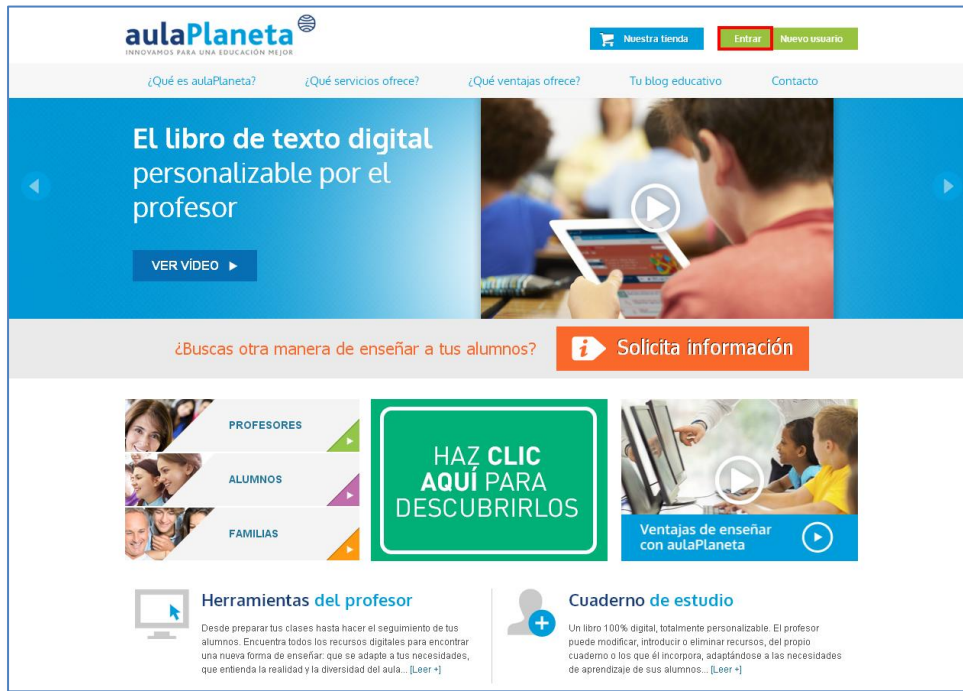 aulaPlaneta
INNOVAMOS PARA UNA EDUCACIÓN MEJOR
Nuestra tienda
Entrar
Nuevo usuario
¿Qué es aulaPlaneta?
¿Qué servicios ofrece?
¿Qué ventajas ofrece?
Tu blog educativo
Contacto
El libro de texto digital
personalizable por el
profesor
VER VÍDEO
¿Buscas otra manera de enseñar a tus alumnos?
i
Solicita información
PROFESORES
ALUMNOS
FAMILIAS
HAZ CLIC
AQUÍ PARA
DESCUBRIRLOS
Ventajas de enseñar
con aulaPlaneta
Herramientas del profesor
Desde preparar tus clases hasta hacer el seguimiento de tus
alumnos. Encuentra todos los recursos digitales para encontrar
una nueva forma de enseñar: que se adapte a tus necesidades,
que entienda la realidad y la diversidad del aula... [Leer +]
Cuaderno de estudio
Un libro 100% digital, totalmente personalizable. El profesor
puede modificar, introducir o eliminar recursos, del propio
cuaderno o los que él incorpora, adaptándose a las necesidades
de aprendizaje de sus alumnos... [Leer +]